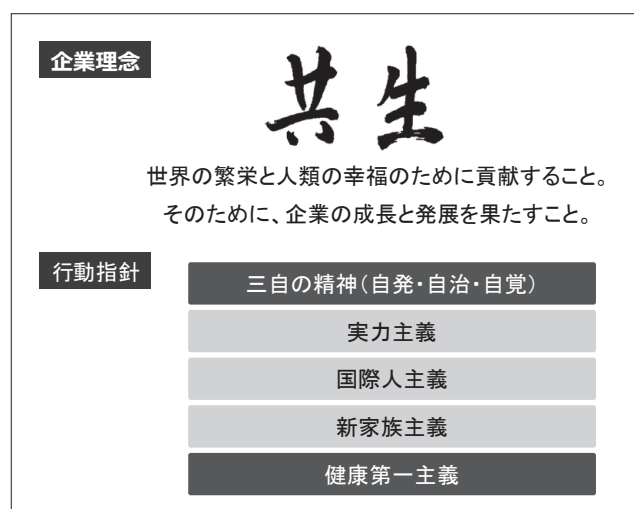 企業理念
共生
世界の繁栄と人類の幸福のために貢献すること。
そのために、企業の成長と発展を果たすこと。
行動指針
三自の精神（自発・自治・自覚）
実力主義
国際人主義
新家族主義
健康第一主義